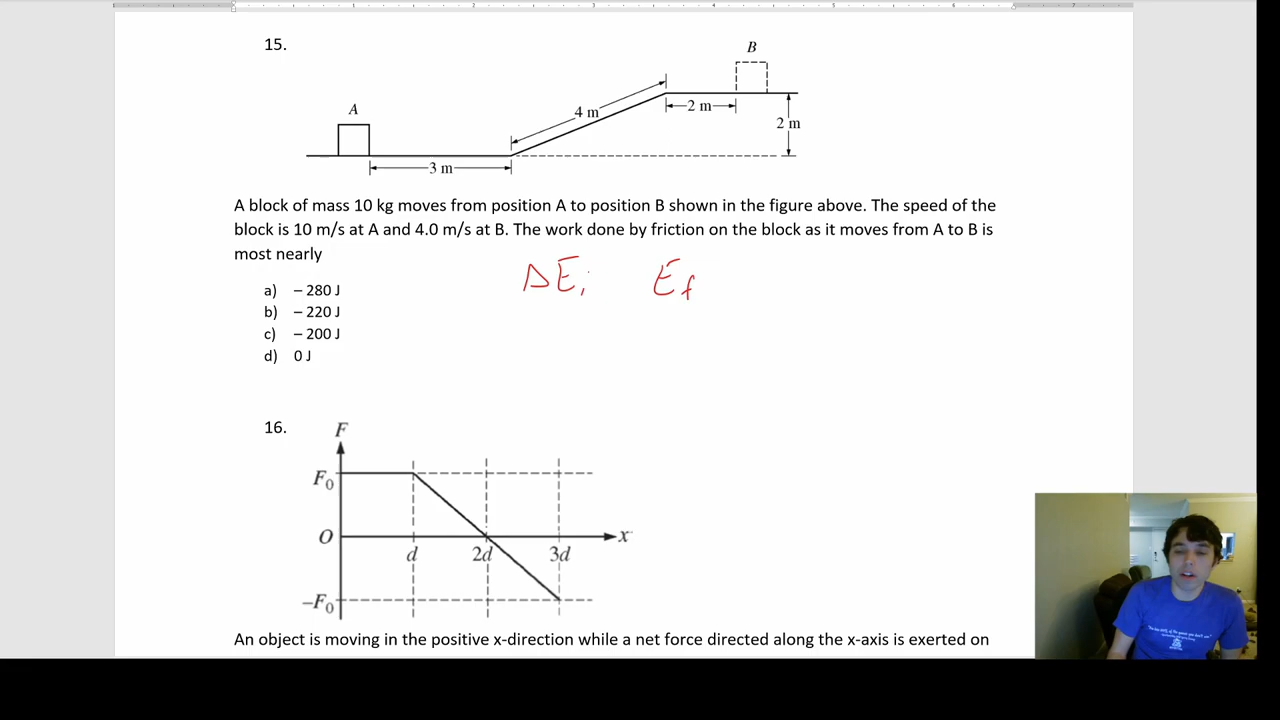 15.
B
A
4 m
2 m
2 m
3 m
A block of mass 10 kg moves from position A to position B shown in the figure above. The speed of the
block is 10 m/s at A and 4.0 m/s at B. The work done by friction on the block as it moves from A to B is
most nearly
ΔEi Ef
a) – 280 J
b) – 220 J
c) – 200 J
d) 0 J
16.
F
F0
O
x
d 2d 3d
–F0
An object is moving in the positive x-direction while a net force directed along the x-axis is exerted on